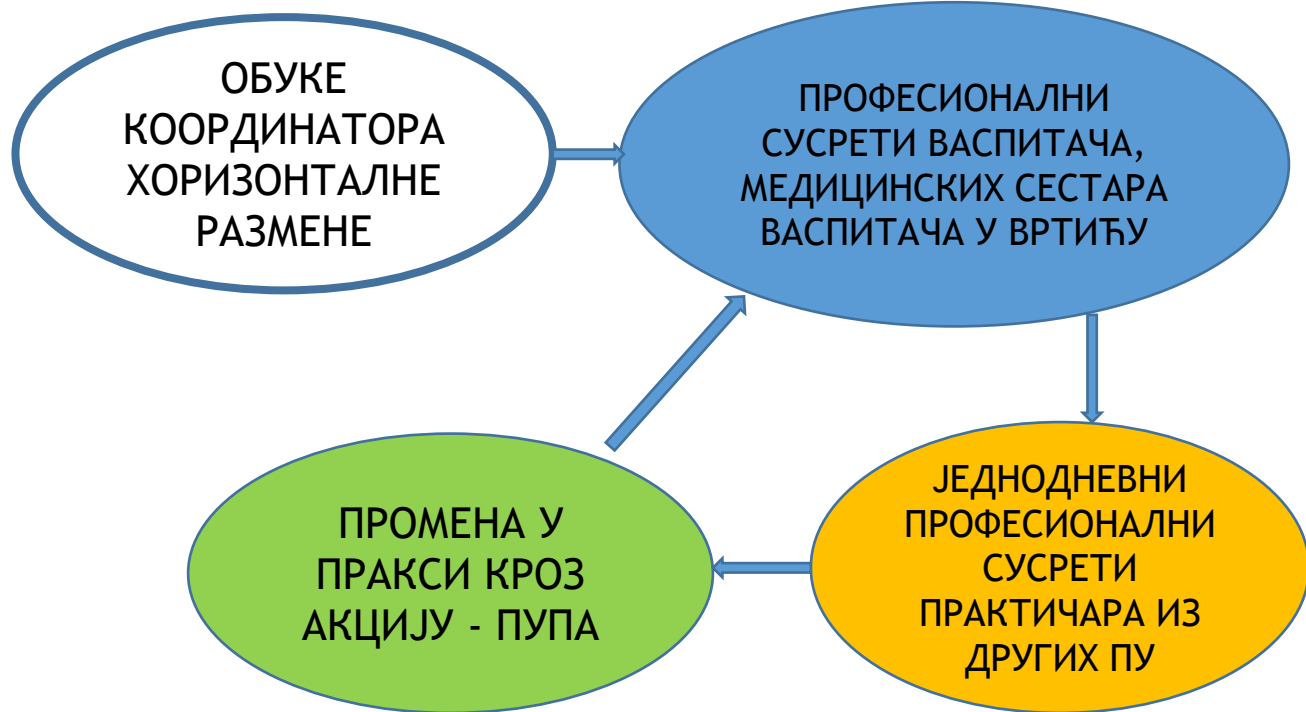 ОБУКЕ
КООРДИНАТОРА
ХОРИЗОНТАЛНЕ
РАЗМЕНЕ
ПРОФЕСИОНАЛНИ
СУСРЕТИ ВАСПИТАЧА,
МЕДИЦИНСКИХ СЕСТАРА
ВАСПИТАЧА У ВРТИЋУ
ЈЕДНОДНЕВНИ
ПРОФЕСИОНАЛНИ
СУСРЕТИ
ПРАКТИЧАРА ИЗ
ДРУГИХ ПУ
ПРОМЕНА У
ПРАКСИ КРОЗ
АКЦИЈУ - ПУПА